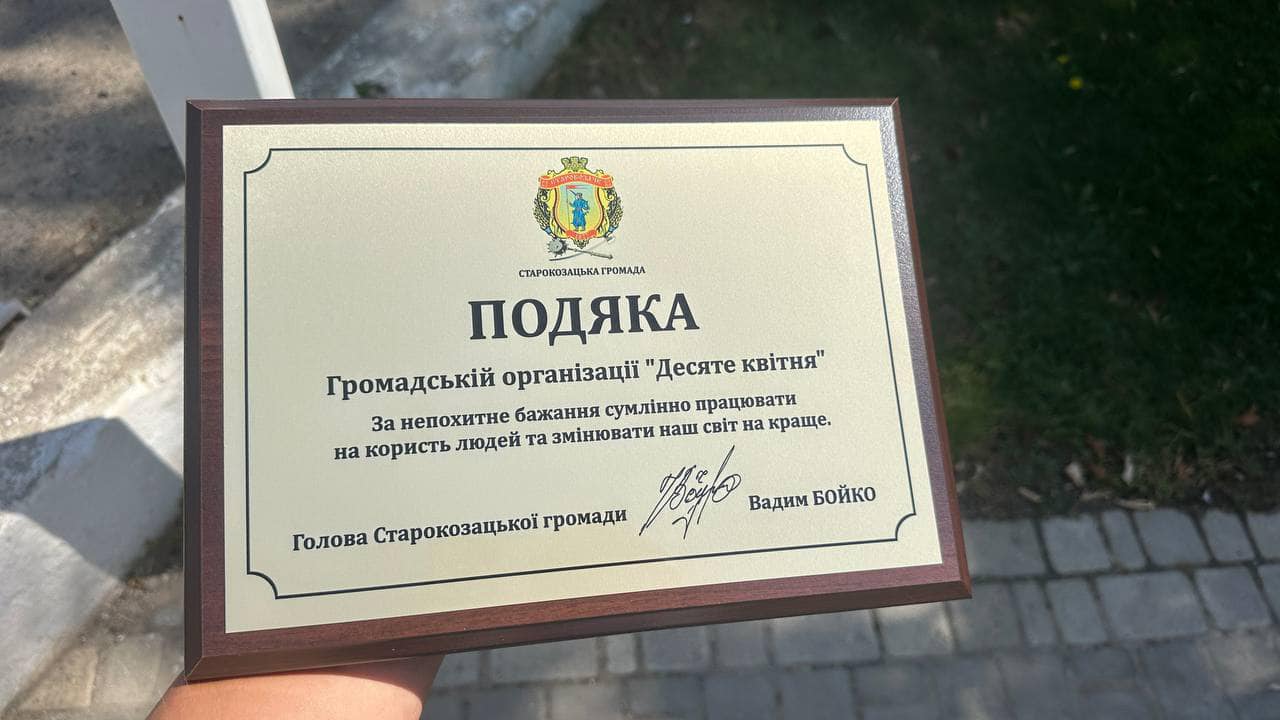 СТАРОКОЗАЦЬКА ГРОМАДА
ПОДЯКА
Громадській організації "Десяте квітня"
За непохитне бажання сумлінно працювати
на користь людей та змінювати наш світ на краще.
Голова Старокозацької громади
Вадим БОЙКО